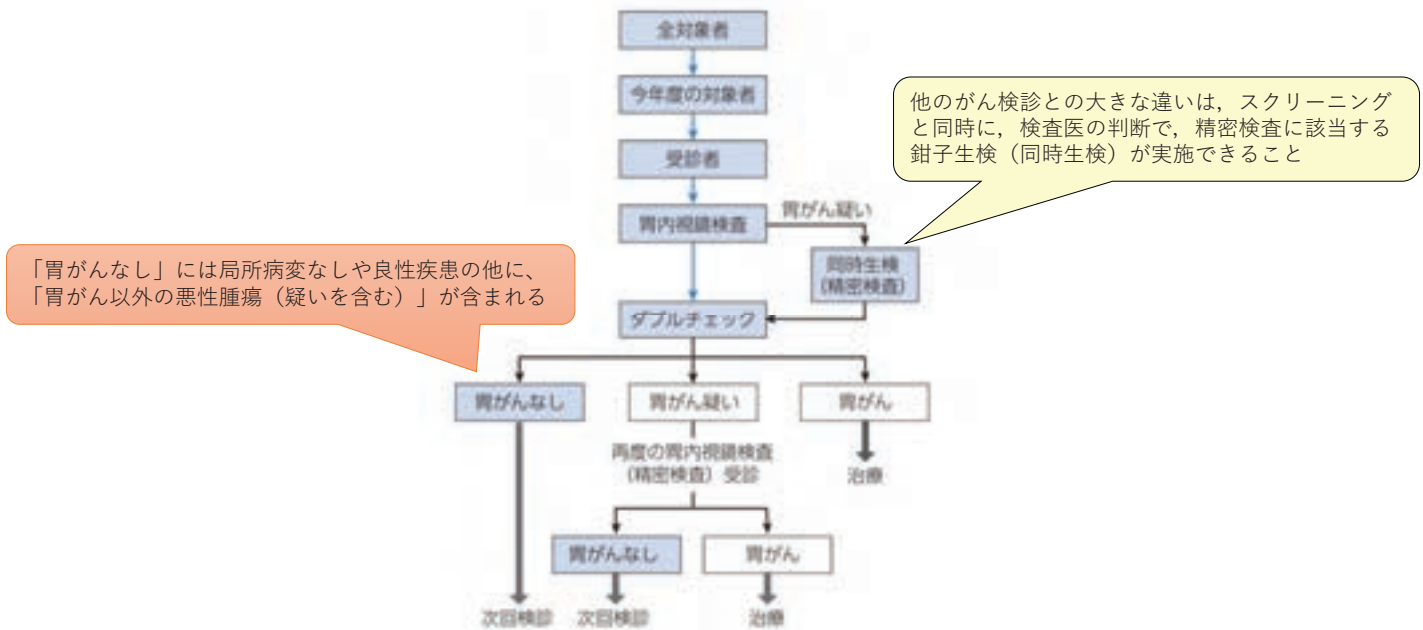 全対象者
今年度の対象者
他のがん検診との大きな違いは，スクリーニング
と同時に，検査医の判断で，精密検査に該当する
鉗子生検（同時生検）が実施できること
受診者
胃がん疑い
胃内視鏡検査
「胃がんなし」には局所病変なしや良性疾患の他に、
「胃がん以外の悪性腫瘍（疑いを含む）」が含まれる
同時生検
(精密検査)
ダブルチェック
胃がんなし
胃がん疑い
胃がん
再度の胃内視鏡検査
(精密検査) 受診
治療
胃がんなし
胃がん
次回検診
次回検診
治療